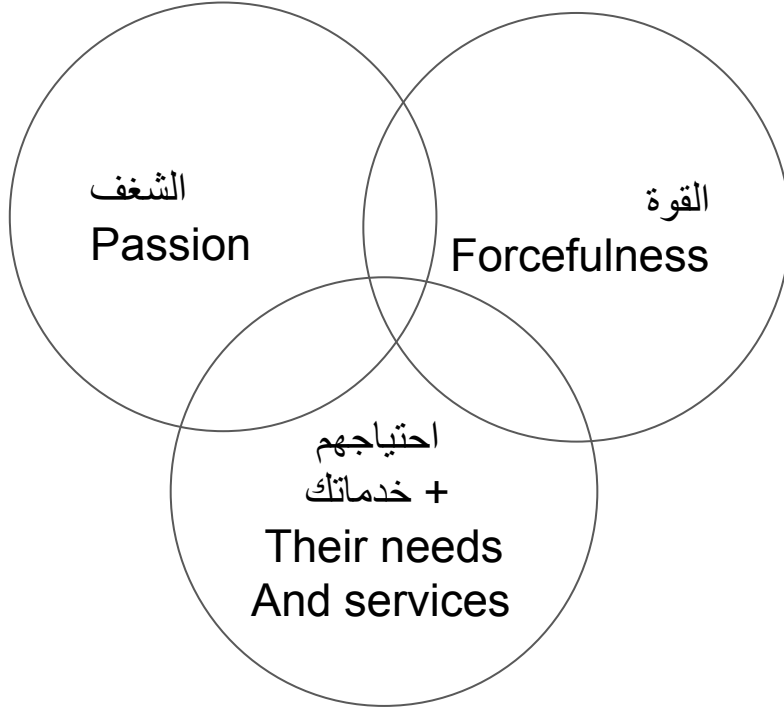 الشغف
Passion
القوة
Forcefulness
احتياجهم
+ خدماتك
Their needs
And services